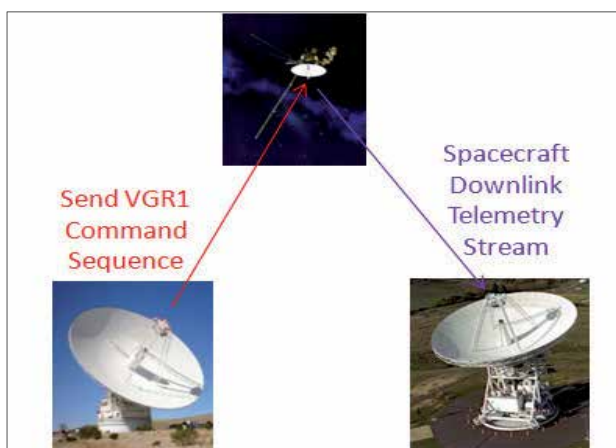 Send VGR1
Command
Sequence
Spacecraft
Downlink
Telemetry
Stream